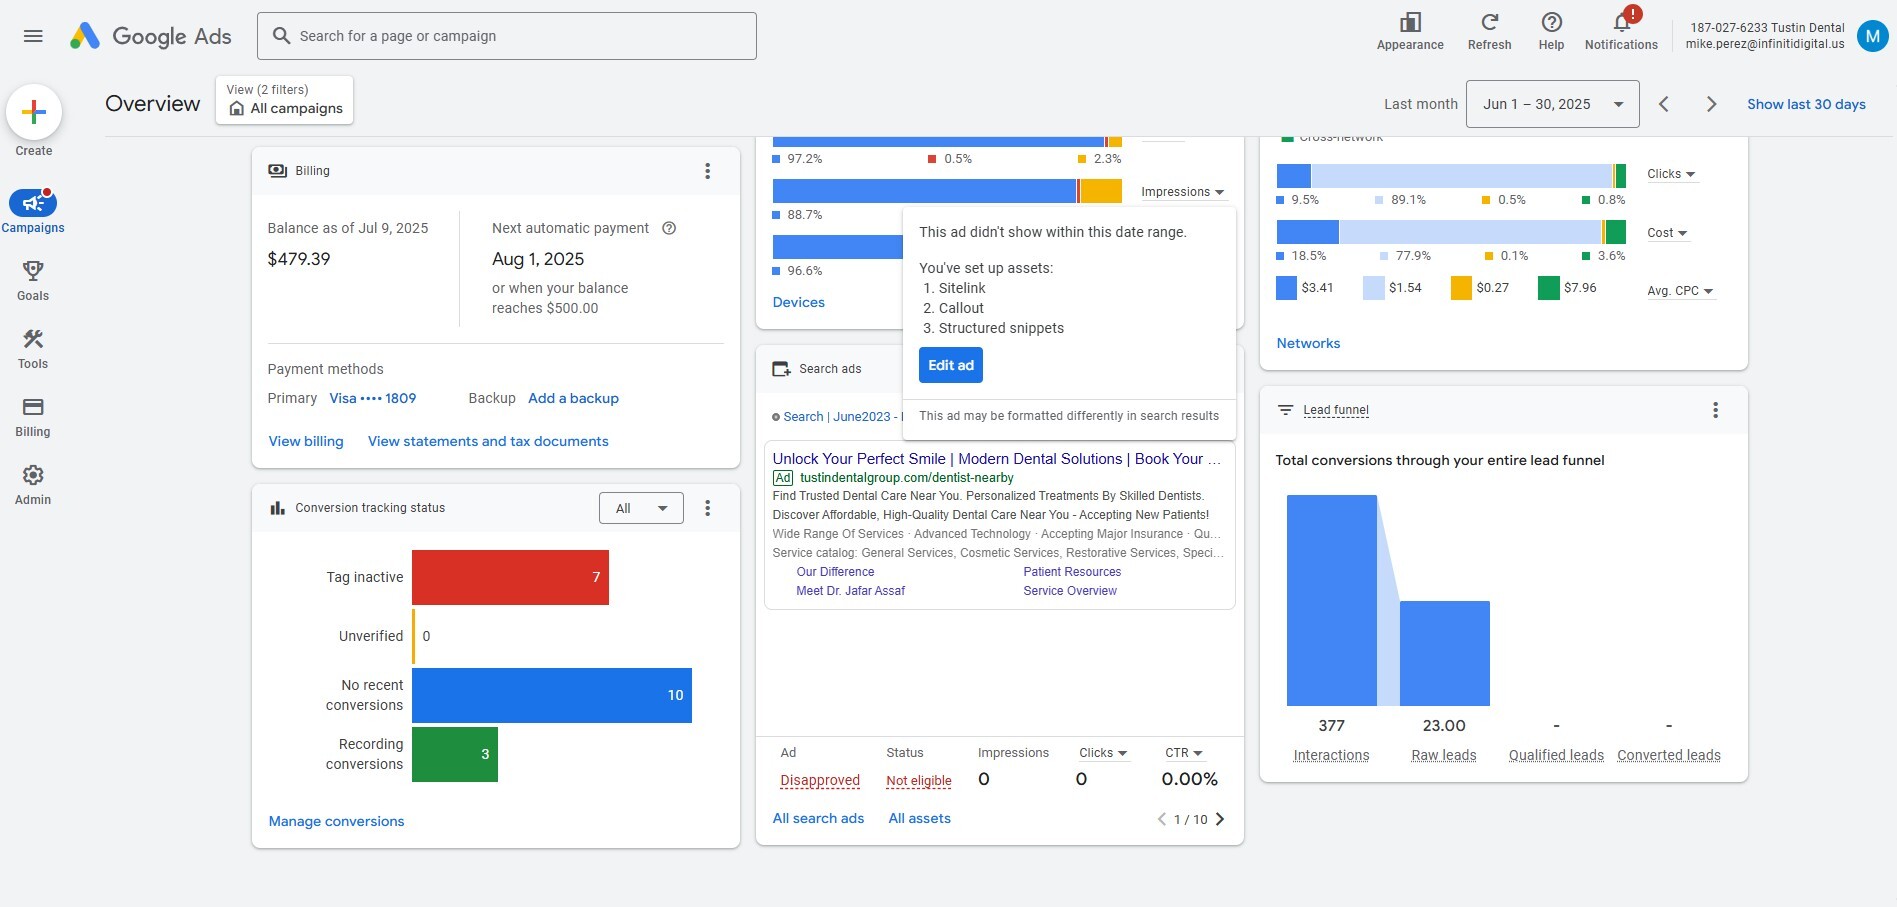 Google Ads
Search for a page or campaign
Appearance
Refresh
Help
!
Notifications
187-027-6233 Tustin Dental
mike.perez@infinitidigital.us
M
Create
Campaigns
Goals
Tools
Billing
Admin
Overview
View (2 filters)
All campaigns
Last month
Jun 1 – 30, 2025
Show last 30 days
Billing
Balance as of Jul 9, 2025
$479.39
Next automatic payment
Aug 1, 2025
or when your balance
reaches $500.00
Payment methods
Primary Visa •••• 1809 Backup Add a backup
View billing View statements and tax documents
Conversion tracking status
All
Tag inactive 7
Unverified 0
No recent
conversions 10
Recording
conversions 3
Manage conversions
97.2% 0.5% 2.3%
Impressions
88.7%
96.6%
Devices
This ad didn't show within this date range.
You've set up assets:
1. Sitelink
2. Callout
3. Structured snippets
Edit ad
This ad may be formatted differently in search results
Search ads
Search | June2023 -
Unlock Your Perfect Smile | Modern Dental Solutions | Book Your ...
Ad tustindentalgroup.com/dentist-nearby
Find Trusted Dental Care Near You. Personalized Treatments By Skilled Dentists.
Discover Affordable, High-Quality Dental Care Near You - Accepting New Patients!
Wide Range Of Services · Advanced Technology · Accepting Major Insurance · Qu...
Service catalog: General Services, Cosmetic Services, Restorative Services, Speci...
Our Difference Patient Resources
Meet Dr. Jafar Assaf Service Overview
Ad Status Impressions Clicks CTR
Disapproved Not eligible 0 0 0.00%
All search ads All assets 1 / 10
Cross-network
Clicks
9.5% 89.1% 0.5% 0.8%
Cost
18.5% 77.9% 0.1% 3.6%
$3.41 $1.54 $0.27 $7.96 Avg. CPC
Networks
Lead funnel
Total conversions through your entire lead funnel
377 23.00 - -
Interactions Raw leads Qualified leads Converted leads